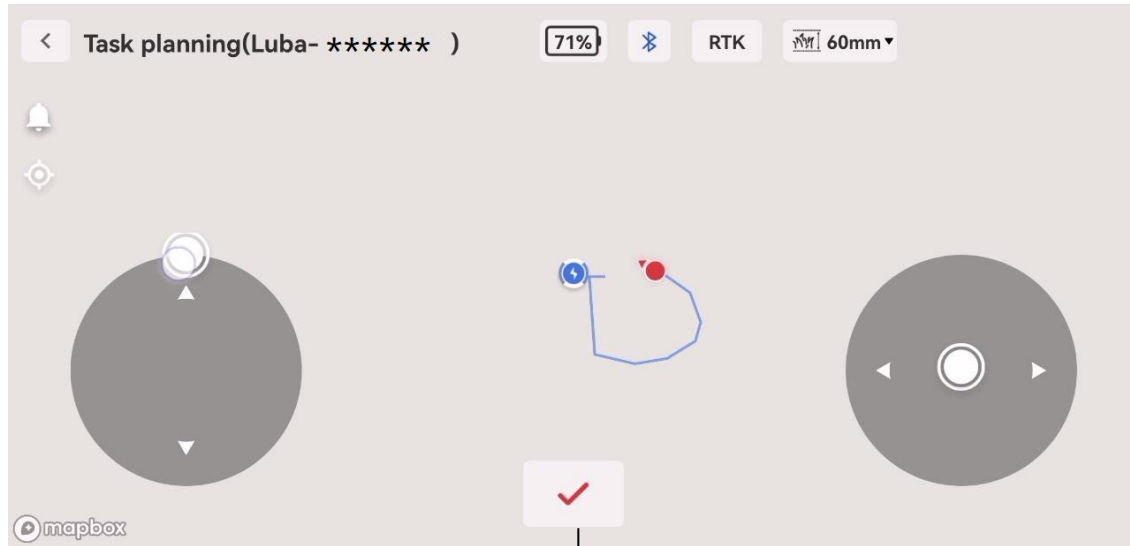 Task planning(Luba- ****** ) 71% RTK 60mm
mapbox